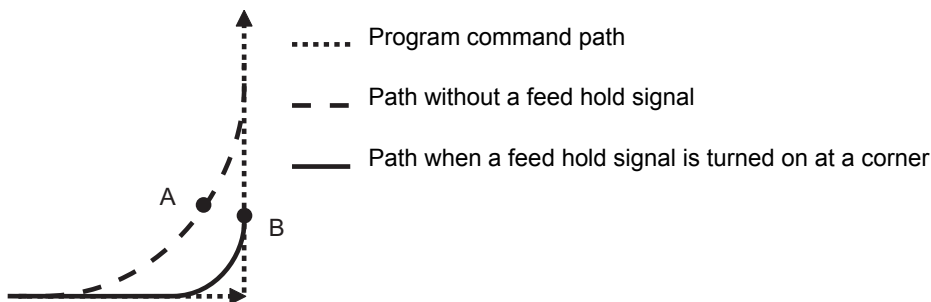 Program command path
Path without a feed hold signal
Path when a feed hold signal is turned on at a corner
A
B